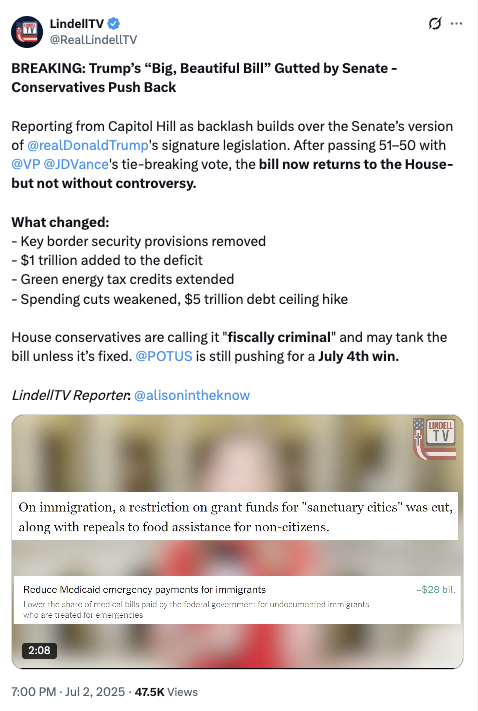 LindellTV
@RealLindellTV
BREAKING: Trump’s “Big, Beautiful Bill” Gutted by Senate -
Conservatives Push Back
Reporting from Capitol Hill as backlash builds over the Senate’s version
of @realDonaldTrump's signature legislation. After passing 51–50 with
@VP @JDVance's tie-breaking vote, the bill now returns to the House-
but not without controversy.
What changed:
- Key border security provisions removed
- $1 trillion added to the deficit
- Green energy tax credits extended
- Spending cuts weakened, $5 trillion debt ceiling hike
House conservatives are calling it "fiscally criminal" and may tank the
bill unless it’s fixed. @POTUS is still pushing for a July 4th win.
LindellTV Reporter: @alisonintheknow
LINDELL
TV
On immigration, a restriction on grant funds for "sanctuary cities" was cut,
along with repeals to food assistance for non-citizens.
Reduce Medicaid emergency payments for immigrants −$28 bil.
Lower the share of medical bills paid by the federal government for undocumented immigrants
who are treated for emergencies
2:08
7:00 PM · Jul 2, 2025 · 47.5K Views